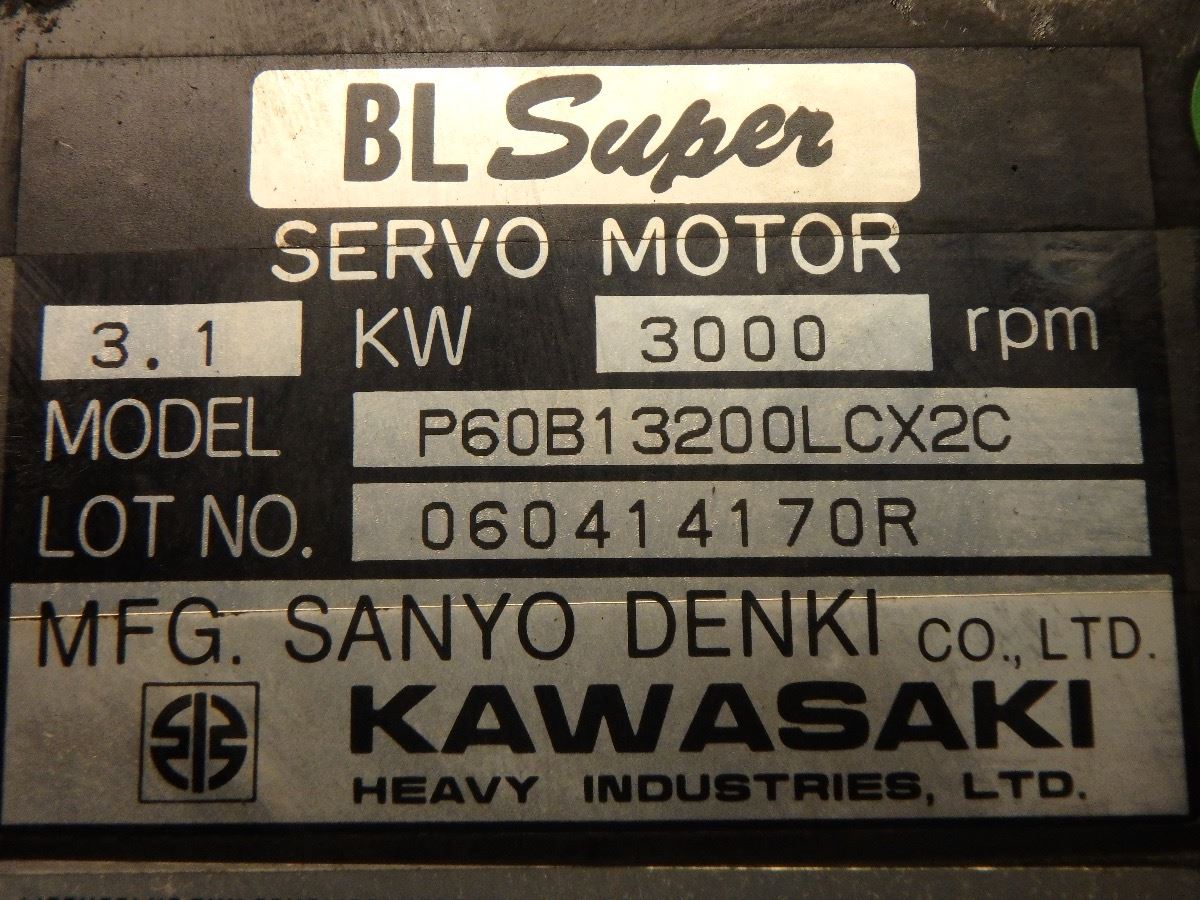 BL Super
SERVO MOTOR
3.1 KW 3000 rpm
MODEL P60B13200LCX2C
LOT NO. 060414170R
MFG. SANYO DENKI CO., LTD.
KAWASAKI
HEAVY INDUSTRIES, LTD.